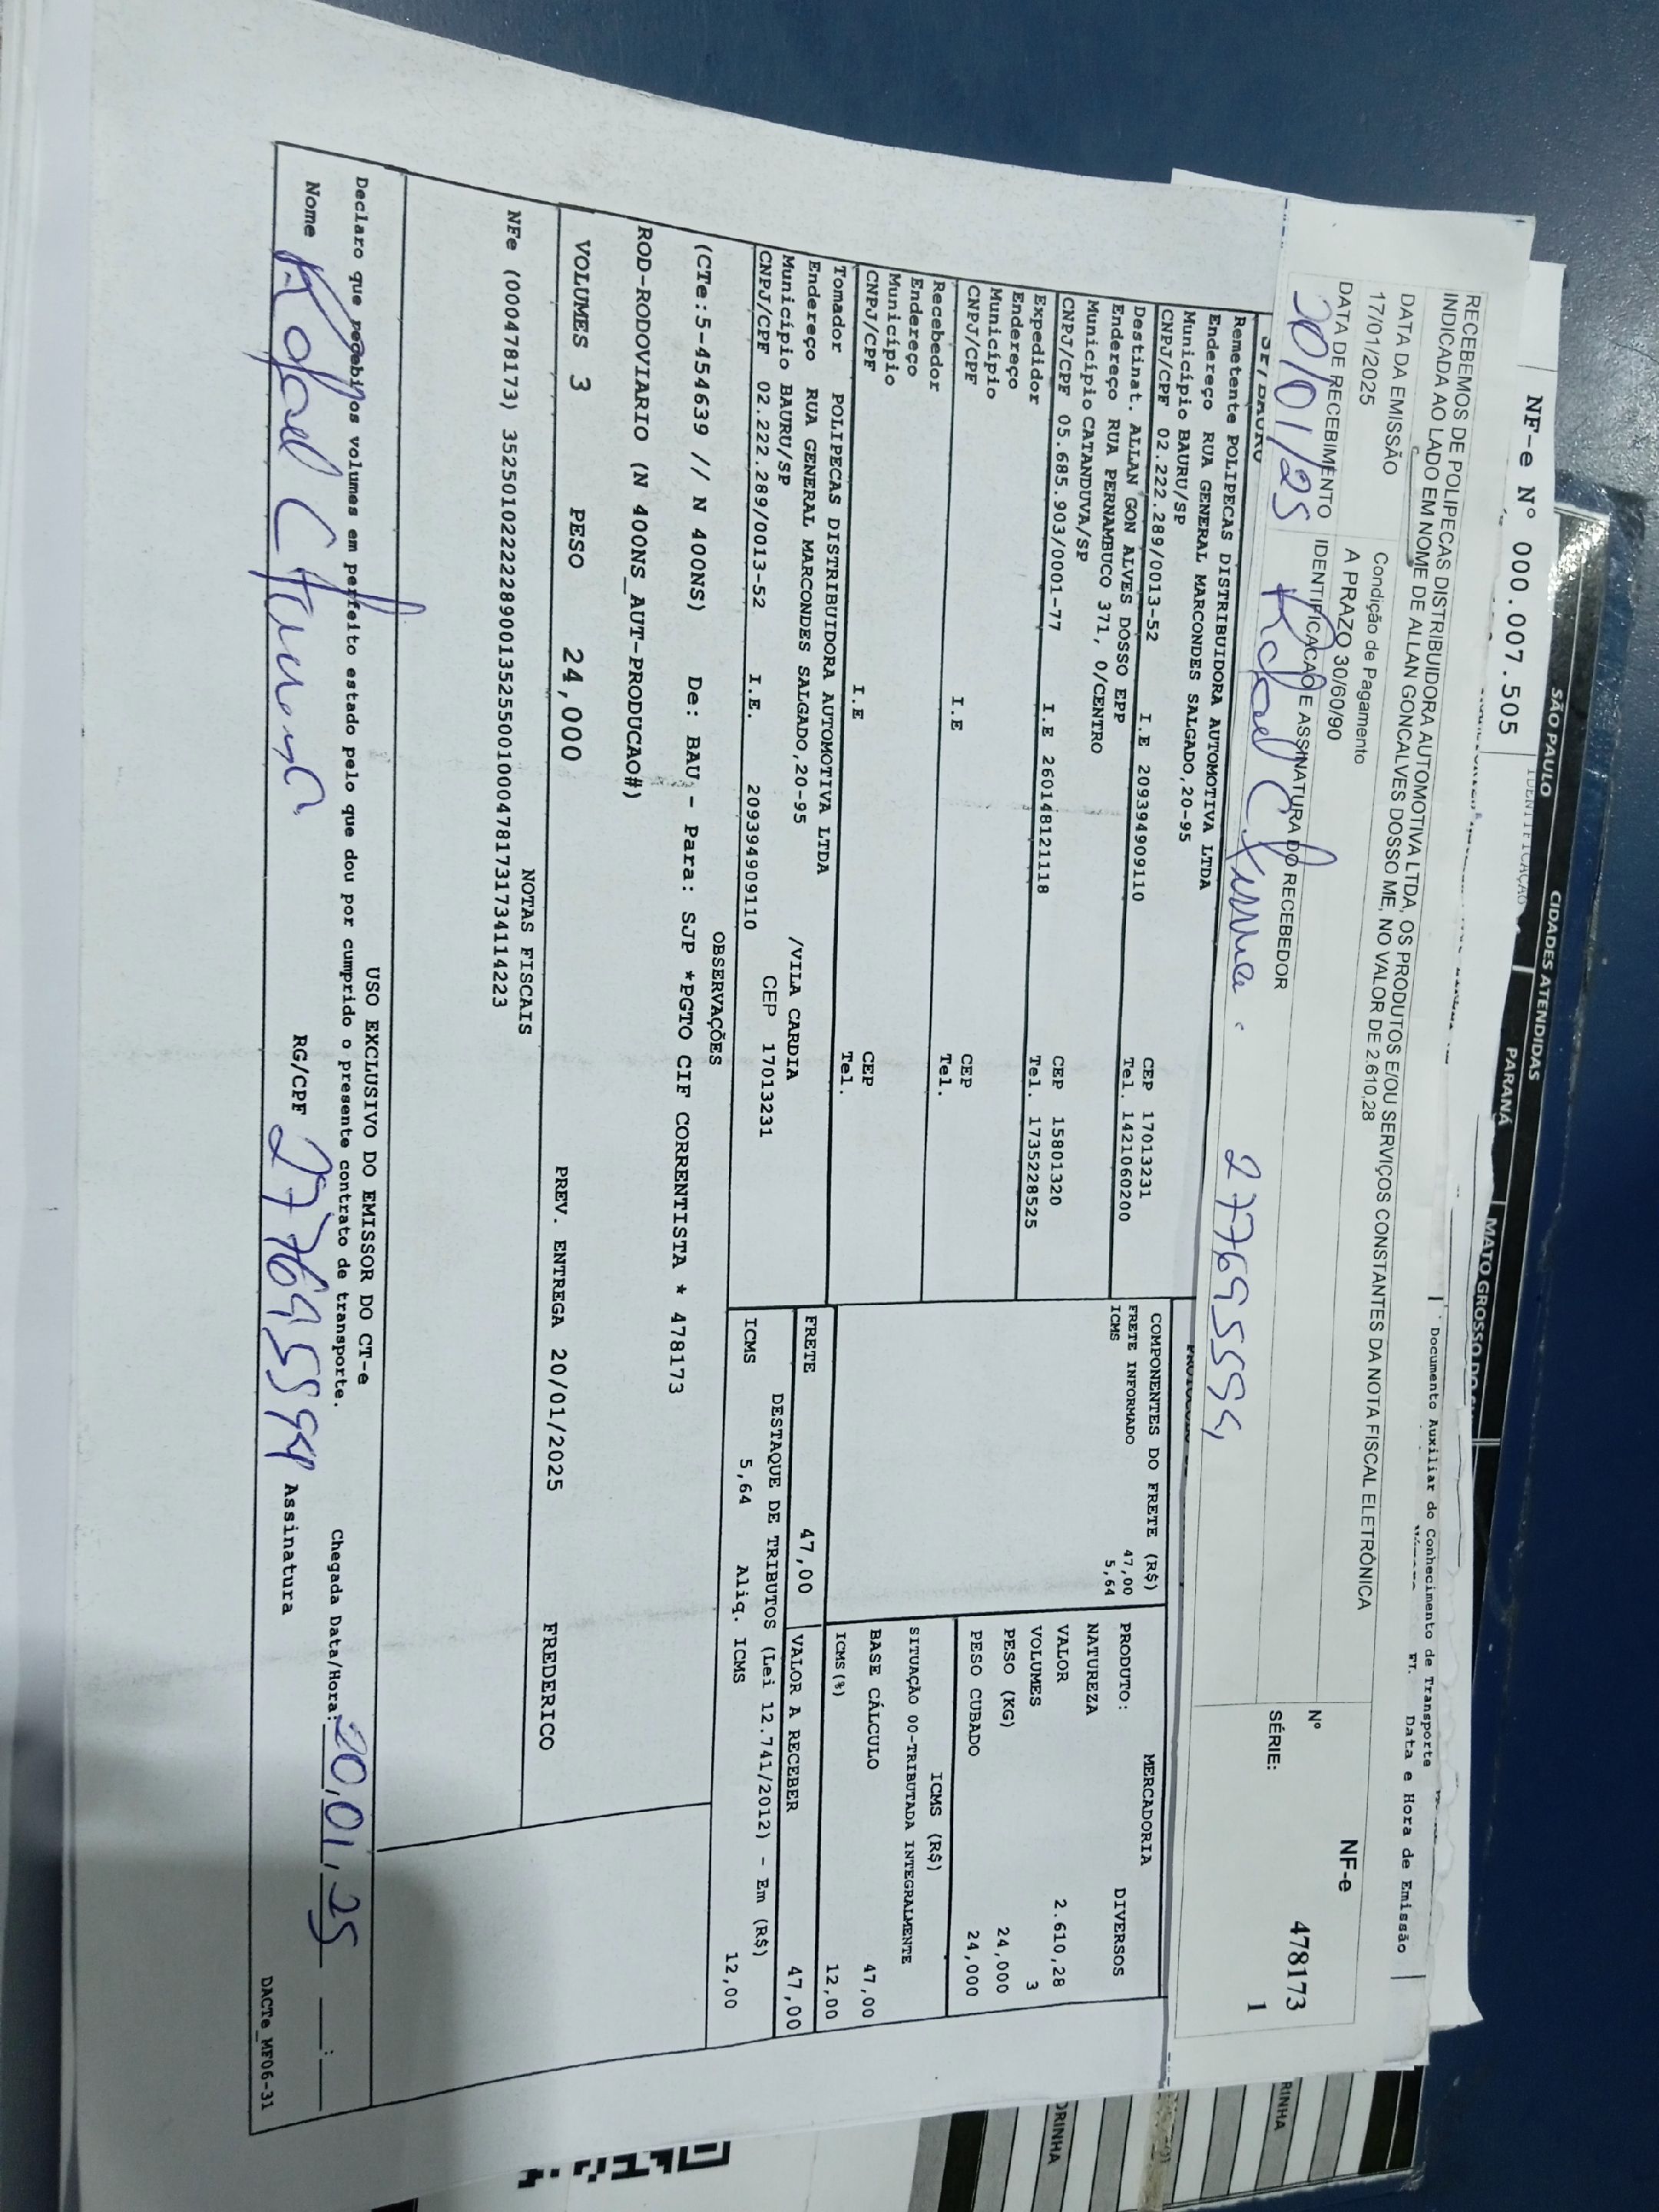 SÃO PAULO
CIDADES ATENDIDAS
PARANÁ
MATO GROSSO DO
NF-e Nº 000.007.505
IDENTIFICAÇÃO
Documento Auxiliar do Conhecimento de Transporte
Data e Hora de Emissão
RECEBEMOS DE POLIPECAS DISTRIBUIDORA AUTOMOTIVA LTDA, OS PRODUTOS E/OU SERVIÇOS CONSTANTES DA NOTA FISCAL ELETRÔNICA
INDICADA AO LADO EM NOME DE ALLAN GONCALVES DOSSO ME, NO VALOR DE 2.610,28
DATA DA EMISSÃO
17/01/2025
Condição de Pagamento
A PRAZO 30/60/90
DATA DE RECEBIMENTO
20/01/25
IDENTIFICAÇÃO E ASSINATURA DO RECEBEDOR
277695594
NF-e
Nº 478173
SÉRIE: 1
Remetente POLIPECAS DISTRIBUIDORA AUTOMOTIVA LTDA
Endereço RUA GENERAL MARCONDES SALGADO,20-95
Município BAURU/SP CEP 17013231
CNPJ/CPF 02.222.289/0013-52 I.E 209394909110 Tel. 1421060200
Destinat. ALLAN GON ALVES DOSSO EPP
Endereço RUA PERNAMBUCO 371, 0/CENTRO
Município CATANDUVA/SP CEP 15801320
CNPJ/CPF 05.685.903/0001-77 I.E 260148121118 Tel. 1735228525
Expedidor
Endereço
Município CEP
CNPJ/CPF I.E Tel.
Recebedor
Endereço
Município CEP
CNPJ/CPF I.E Tel.
Tomador POLIPECAS DISTRIBUIDORA AUTOMOTIVA LTDA
Endereço RUA GENERAL MARCONDES SALGADO,20-95 /VILA CARDIA
Município BAURU/SP CEP 17013231
CNPJ/CPF 02.222.289/0013-52 I.E. 209394909110
COMPONENTES DO FRETE (R$)
FRETE INFORMADO 47,00
ICMS 5,64
MERCADORIA
PRODUTO: DIVERSOS
NATUREZA
VALOR 2.610,28
VOLUMES 3
PESO (KG) 24,000
PESO CUBADO 24,000
ICMS (R$)
SITUAÇÃO 00-TRIBUTADA INTEGRALMENTE
BASE CÁLCULO 47,00
ICMS(%) 12,00
FRETE 47,00
VALOR A RECEBER 47,00
DESTAQUE DE TRIBUTOS (Lei 12.741/2012) - Em (R$)
ICMS 5,64 Aliq. ICMS 12,00
OBSERVAÇÕES
(CTe.:5-454639 // N 400NS) De: BAU - Para: SJP *PGTO CIF CORRENTISTA * 478173
ROD-RODOVIARIO (N 400NS_AUT-PRODUCAO#)
VOLUMES 3 PESO 24,000 PREV. ENTREGA 20/01/2025 FREDERICO
NOTAS FISCAIS
NFe (000478173) 35250102222289001352550010004781731734114223
USO EXCLUSIVO DO EMISSOR DO CT-e
Declaro que recebi os volumes em perfeito estado pelo que dou por cumprido o presente contrato de transporte.
Chegada Data/Hora: 20,01,25
Nome
RG/CPF 277695594 Assinatura
DACTe_MF06-31
RINHA
ORINHA